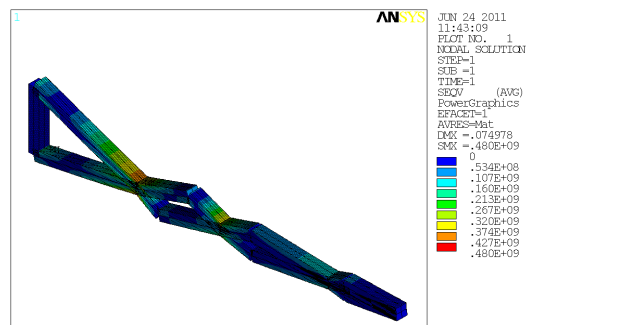 1
ANSYS
JUN 24 2011
11:43:09
PLOT NO. 1
NODAL SOLUTION
STEP=1
SUB =1
TIME=1
SEQV (AVG)
PowerGraphics
EFACET=1
AVRES=Mat
DMX =.074978
SMX =.480E+09
0
.534E+08
.107E+09
.160E+09
.213E+09
.267E+09
.320E+09
.374E+09
.427E+09
.480E+09